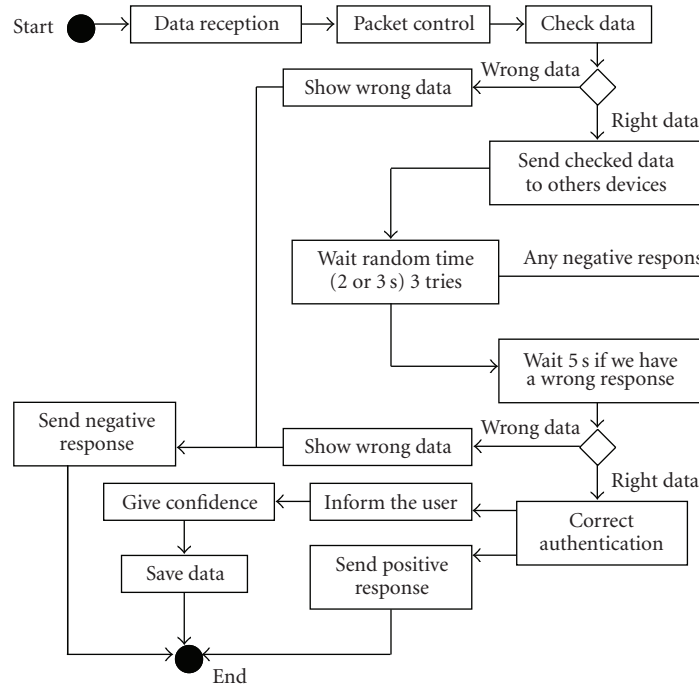 Start
Data reception
Packet control
Check data
Wrong data
Show wrong data
Right data
Send checked data
to others devices
Wait random time
(2 or 3 s) 3 tries
Any negative respons
Wait 5 s if we have
a wrong response
Send negative
response
Show wrong data
Wrong data
Right data
Give confidence
Inform the user
Correct
authentication
Save data
Send positive
response
End